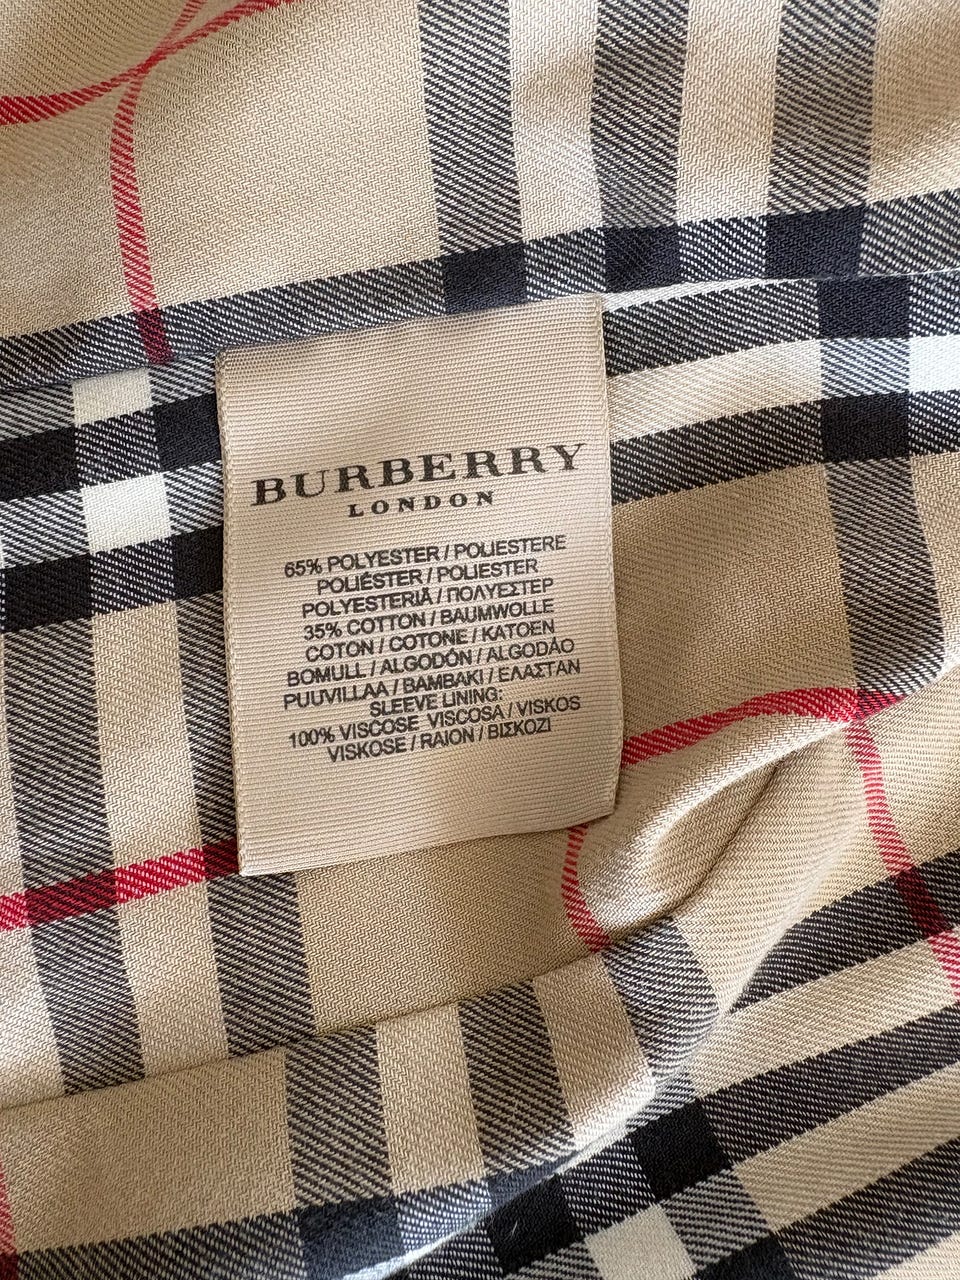 BURBERRY
LONDON
65% POLYESTER / POLIESTERE
POLIÉSTER / POLIESTER
POLYESTERIÄ / ΠΟΛΥΕΣΤΕΡ
35% COTTON / BAUMWOLLE
COTON / COTONE / KATOEN
BOMULL / ALGODÓN / ALGODÃO
PUUVILLAA / BAMBAKI / ΕΛΑΣΤΑΝ
SLEEVE LINING:
100% VISCOSE VISCOSA / VISKOS
VISKOSE / RAION / ΒΙΣΚΟΖΙ